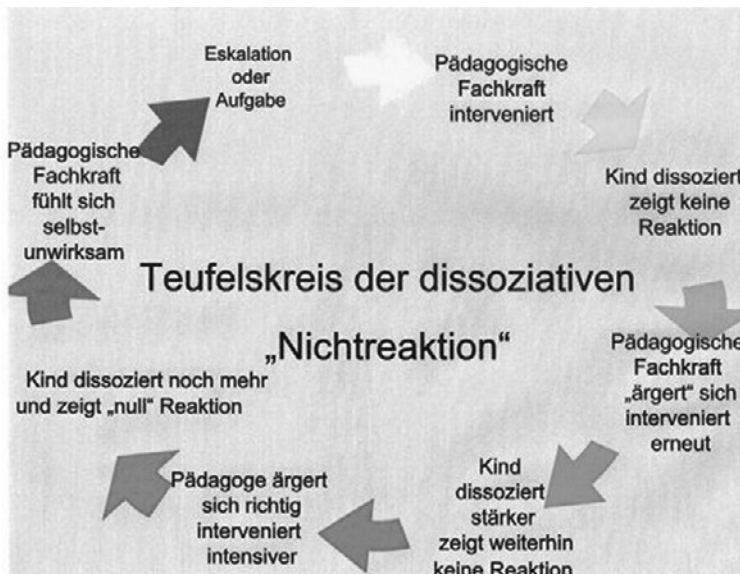 Eskalation
oder
Aufgabe
Pädagogische
Fachkraft
interveniert
Kind dissoziert
zeigt keine
Reaktion
Pädagogische
Fachkraft
„ärgert“ sich
interveniert
erneut
Kind
dissoziert
stärker
zeigt weiterhin
keine Reaktion
Pädagoge ärgert
sich richtig
interveniert
intensiver
Kind dissoziert noch mehr
und zeigt „null“ Reaktion
Pädagogische
Fachkraft
fühlt sich
selbst-
unwirksam
Teufelskreis der dissoziativen
„Nichtreaktion“